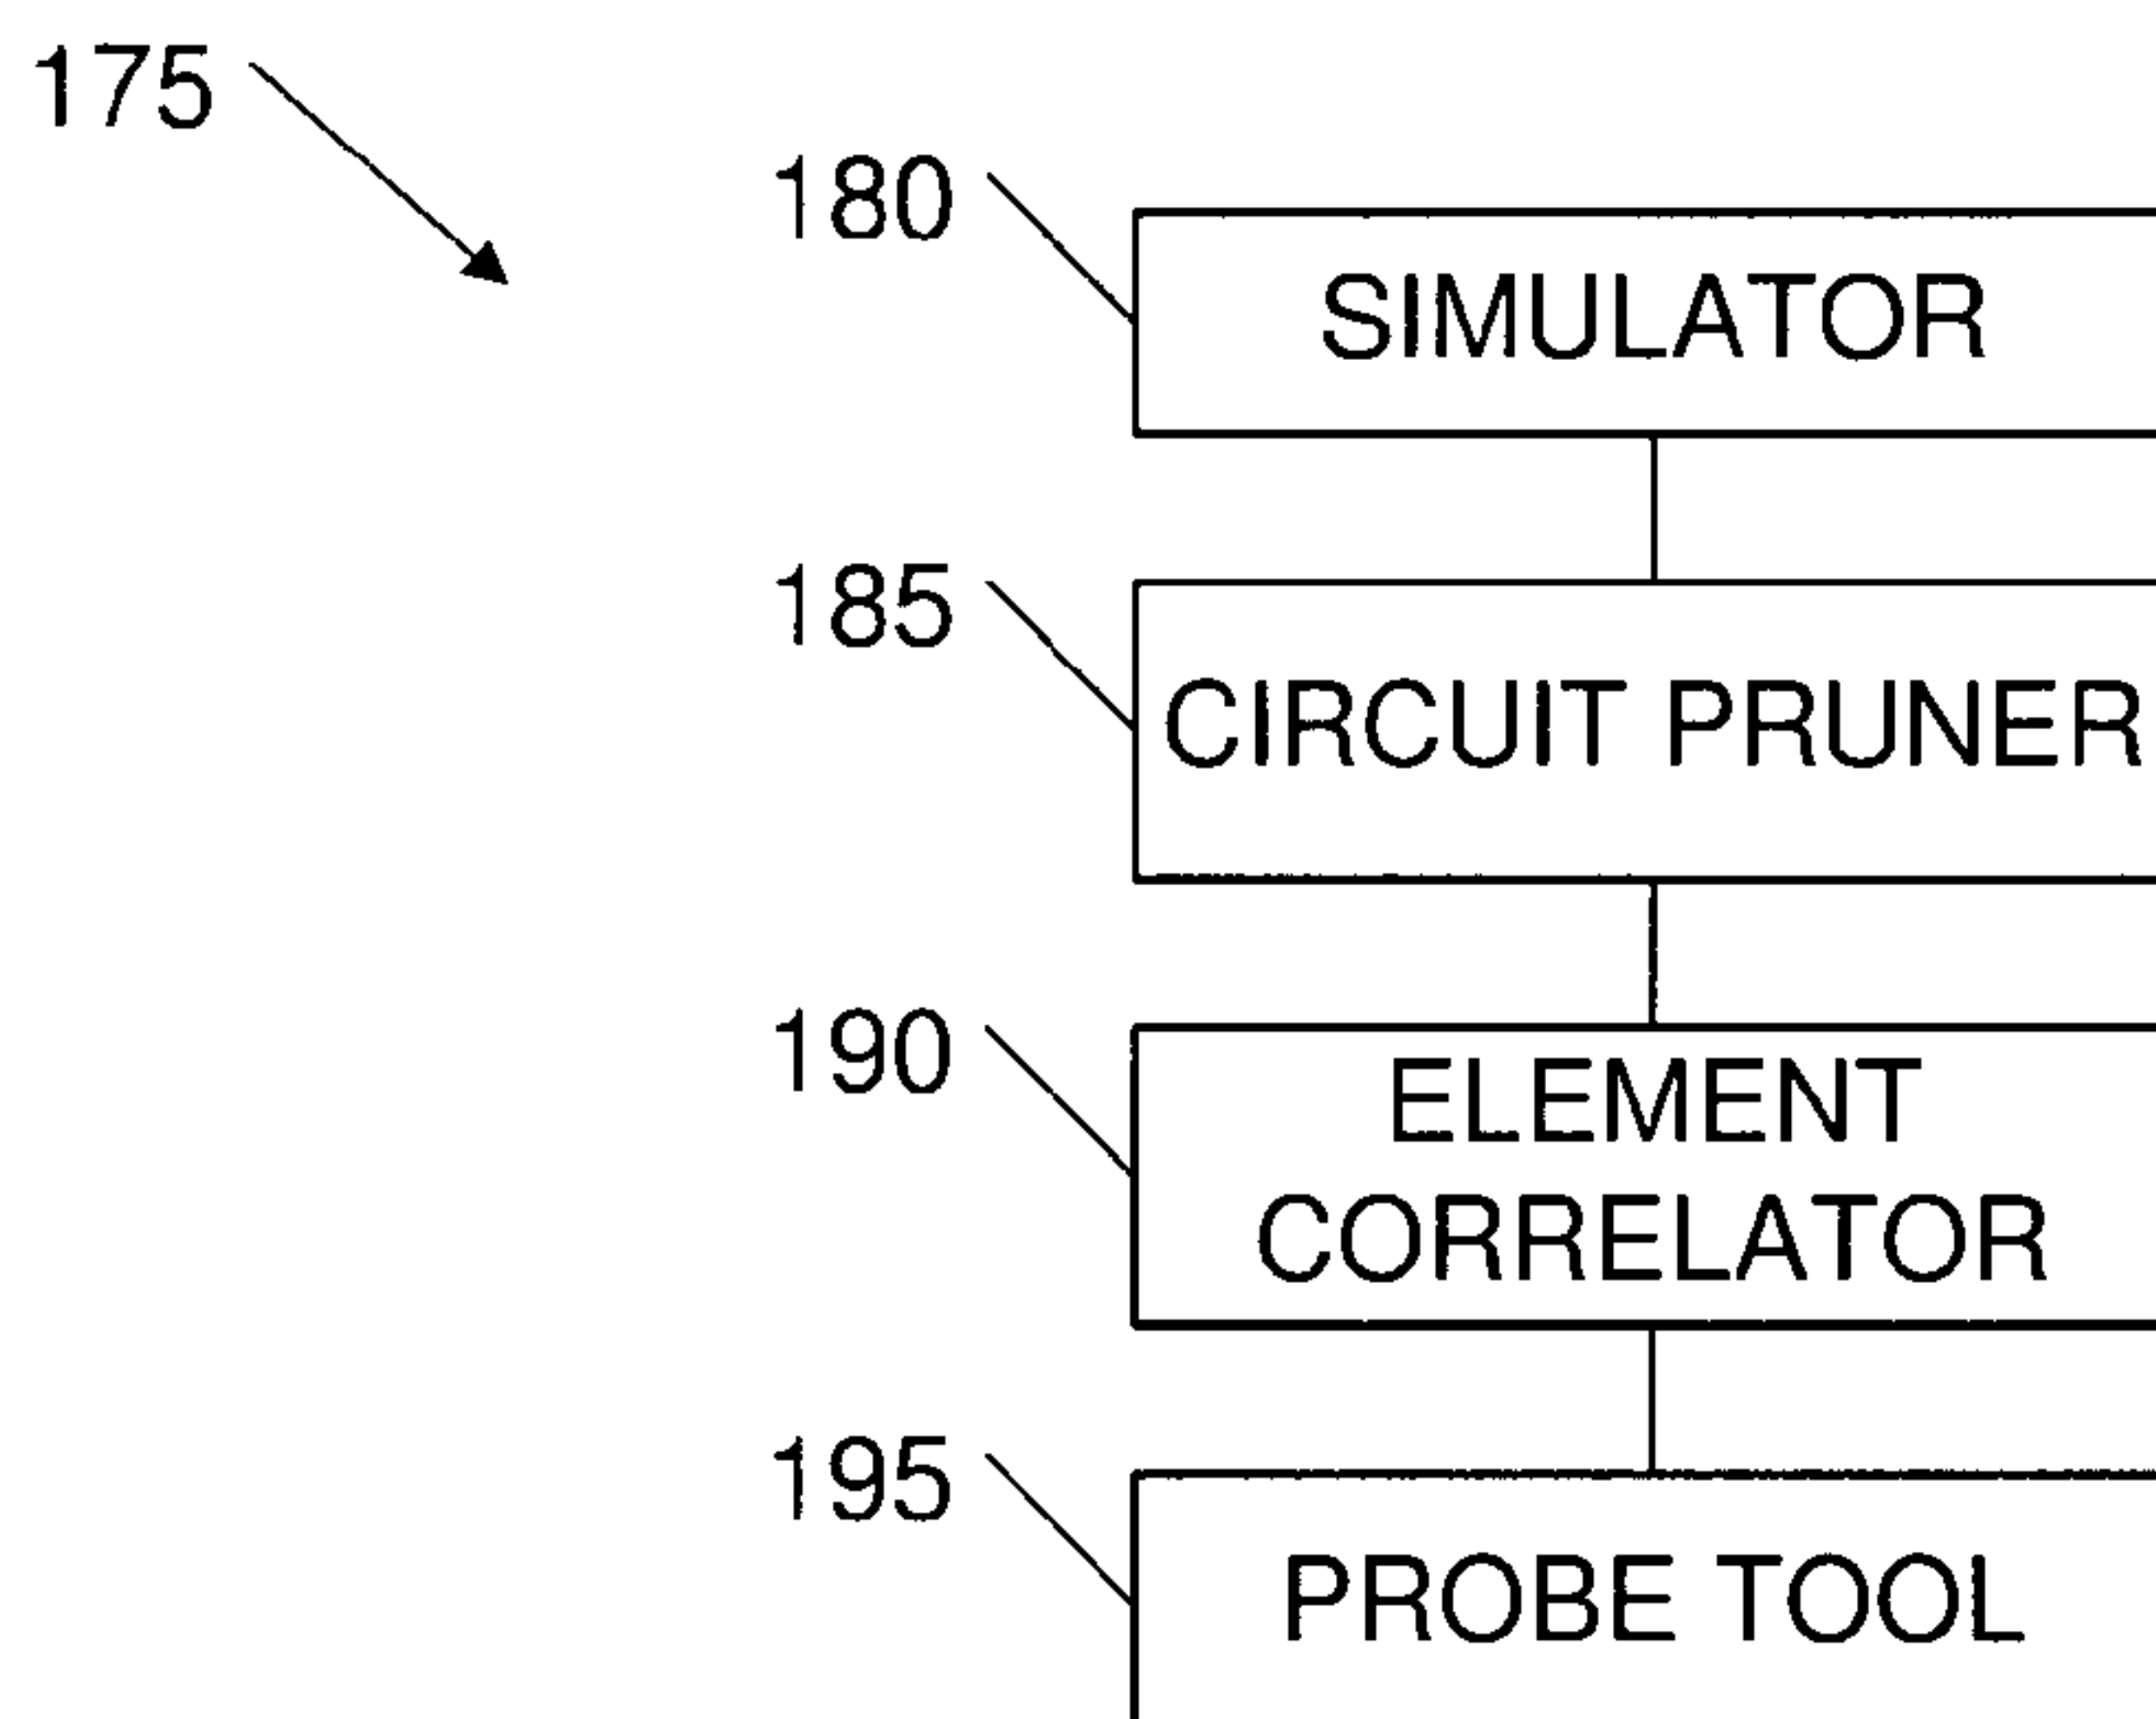 175
180
SIMULATOR
185
CIRCUIT PRUNER
190
ELEMENT
CORRELATOR
195
PROBE TOOL